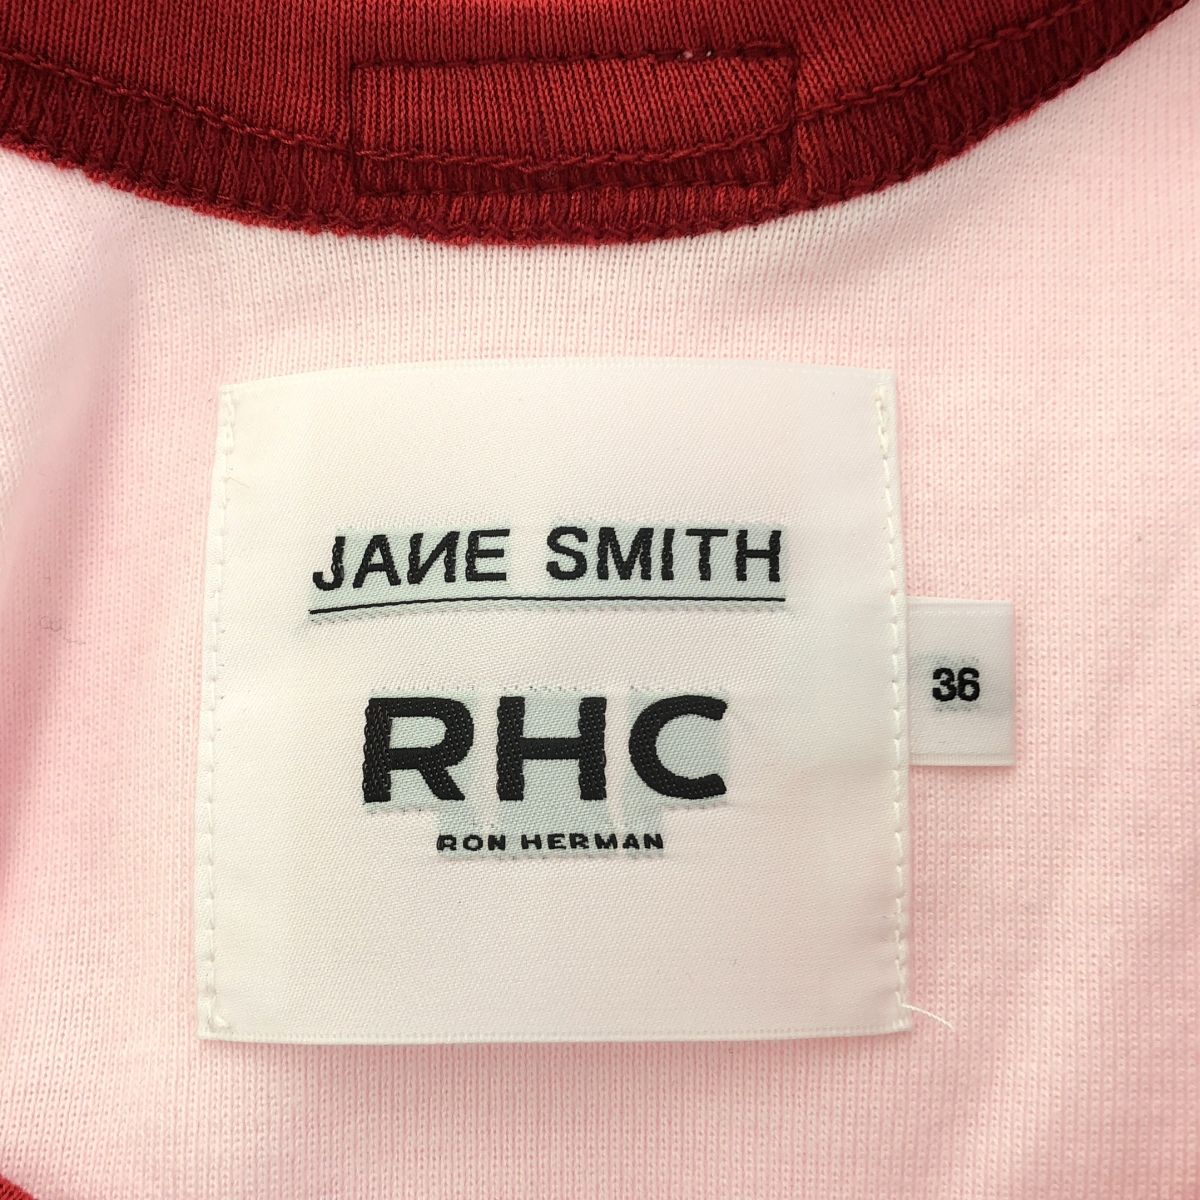 JANE SMITH
RHC
RON HERMAN
36